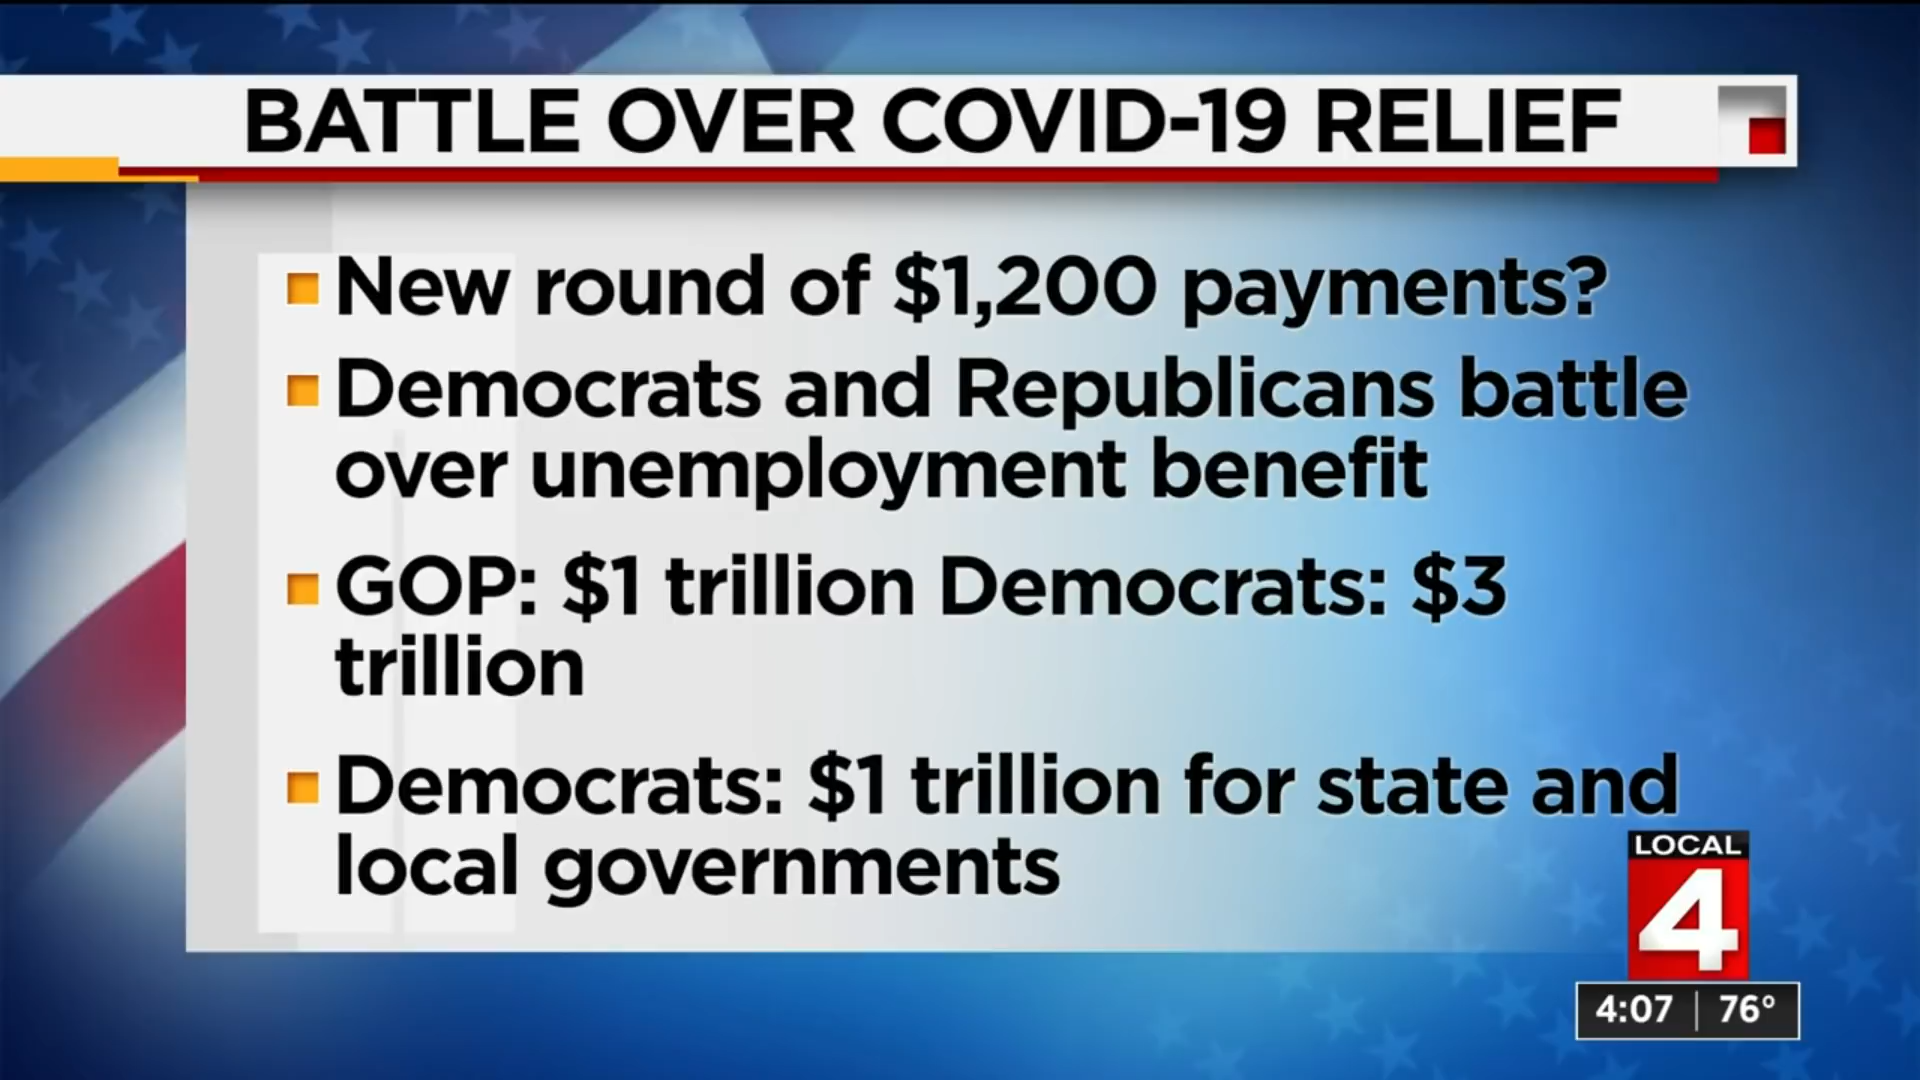 BATTLE OVER COVID-19 RELIEF
New round of $1,200 payments?
Democrats and Republicans battle
over unemployment benefit
GOP: $1 trillion Democrats: $3
trillion
Democrats: $1 trillion for state and
local governments
LOCAL
4
4:07 | 76°